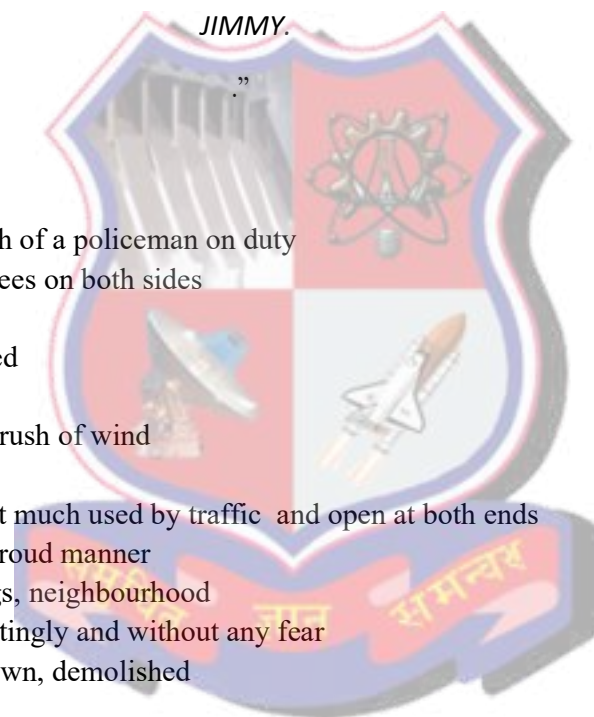 JIMMY.
.”
h of a policeman on duty
ees on both sides
ed
rush of wind
t much used by traffic and open at both ends
roud manner
gs, neighbourhood
tingly and without any fear
wn, demolished
ज्ञान